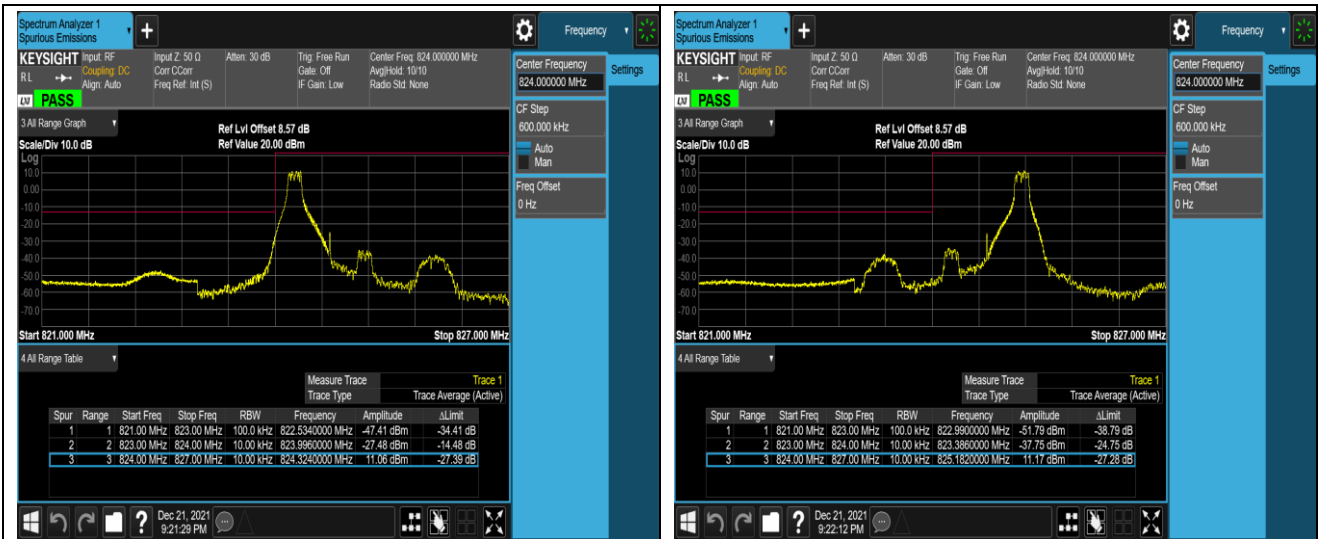 Spectrum Analyzer 1
Spurious Emissions
+
Frequency
KEYSIGHT
RL
Input: RF
Coupling: DC
Align: Auto
Input Z: 50 Ω
Corr CCorr
Freq Ref: Int (S)
Atten: 30 dB
Trig: Free Run
Gate: Off
IF Gain: Low
Center Freq: 824.000000 MHz
Avg|Hold: 10/10
Radio Std: None
LXI PASS
Center Frequency
824.000000 MHz
Settings
CF Step
600.000 kHz
Auto
Man
Freq Offset
0 Hz
3 All Range Graph
Ref Lvl Offset 8.57 dB
Scale/Div 10.0 dB Ref Value 20.00 dBm
Log
10.0
0.00
-10.0
-20.0
-30.0
-40.0
-50.0
-60.0
-70.0
Start 821.000 MHz Stop 827.000 MHz
4 All Range Table
Measure Trace Trace 1
Trace Type Trace Average (Active)
Spur Range Start Freq Stop Freq RBW Frequency Amplitude ΔLimit
1 1 821.00 MHz 823.00 MHz 100.0 kHz 822.5340000 MHz -47.41 dBm -34.41 dB
2 2 823.00 MHz 824.00 MHz 10.00 kHz 823.9960000 MHz -27.48 dBm -14.48 dB
3 3 824.00 MHz 827.00 MHz 10.00 kHz 824.3240000 MHz 11.06 dBm -27.39 dB
?
Dec 21, 2021
9:21:29 PM
Spectrum Analyzer 1
Spurious Emissions
+
Frequency
KEYSIGHT
RL
Input: RF
Coupling: DC
Align: Auto
Input Z: 50 Ω
Corr CCorr
Freq Ref: Int (S)
Atten: 30 dB
Trig: Free Run
Gate: Off
IF Gain: Low
Center Freq: 824.000000 MHz
Avg|Hold: 10/10
Radio Std: None
LXI PASS
Center Frequency
824.000000 MHz
Settings
CF Step
600.000 kHz
Auto
Man
Freq Offset
0 Hz
3 All Range Graph
Ref Lvl Offset 8.57 dB
Scale/Div 10.0 dB Ref Value 20.00 dBm
Log
10.0
0.00
-10.0
-20.0
-30.0
-40.0
-50.0
-60.0
-70.0
Start 821.000 MHz Stop 827.000 MHz
4 All Range Table
Measure Trace Trace 1
Trace Type Trace Average (Active)
Spur Range Start Freq Stop Freq RBW Frequency Amplitude ΔLimit
1 1 821.00 MHz 823.00 MHz 100.0 kHz 822.9900000 MHz -51.79 dBm -38.79 dB
2 2 823.00 MHz 824.00 MHz 10.00 kHz 823.3860000 MHz -37.75 dBm -24.75 dB
3 3 824.00 MHz 827.00 MHz 10.00 kHz 825.1820000 MHz 11.17 dBm -27.28 dB
?
Dec 21, 2021
9:22:12 PM